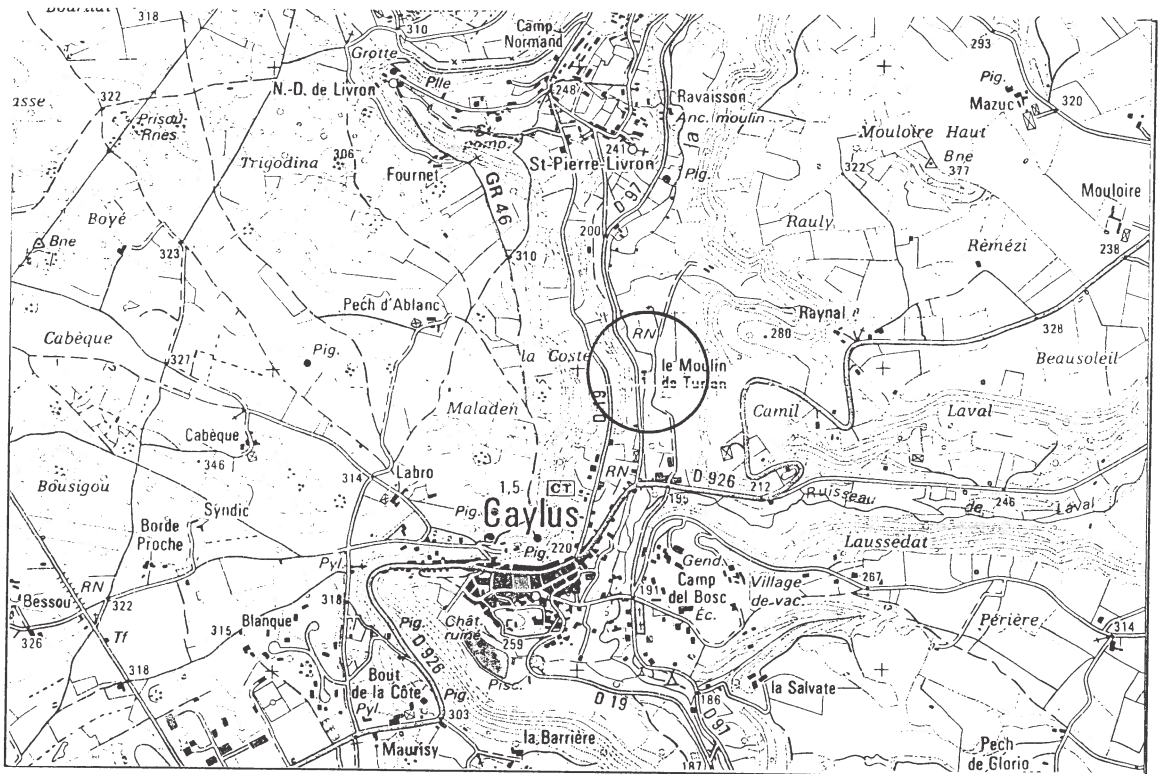 318
310
Camp
Normand
293
Grotte
Pig.
asse
322
N.-D. de Livron
Plle
248
Ravaisson
Anc. moulin
Mazuc
320
Prison
Rnes
Trigodina
306
Fournet
241
St-Pierre-Livron
la
Mouloire Haut
Bne
377
322
Pig.
Mouloire
GR 46
D 97
Boyé
Bne
323
310
200
Rauly
Rémézi
238
Pech d'Ablanc
Raynal
RN
280
328
Cabèque
327
Pig.
la Coste
le Moulin
de
Beausoleil
Maladen
D 19
Camil
Laval
Cabèque
346
314
Labro
RN
D 926
Bousigou
1,5
CT
195
212
Ruisseau
de
Laval
246
Syndic
Pig.
Caylus
Borde
Proche
Pig.
220
Laussedat
Pyl.
Gend.
Camp
del Bosc
Éc.
Village
de vac.
267
RN
Bessou
322
318
191
326
Tf
315
Blanque
Pig.
Chât.
ruiné
259
Périère
314
318
D 926
Bout
de la Côte
Pyl.
Pisc.
Pig.
303
D 19
186
la Salvate
D 97
Maurisy
la Barrière
187
Pech
de Glorio